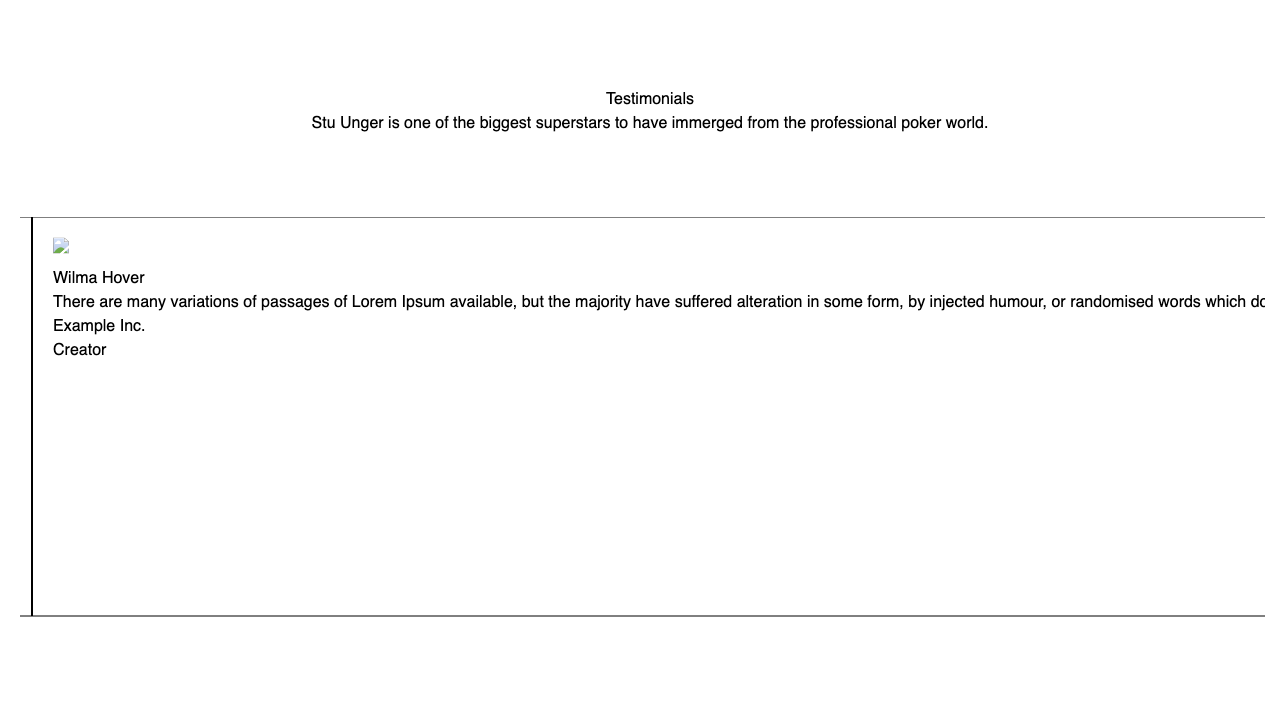 Testimonials
Stu Unger is one of the biggest superstars to have immerged from the professional poker world.
Wilma Hover
There are many variations of passages of Lorem Ipsum available, but the majority have suffered alteration in some form, by injected humour, or randomised words which
Example Inc.
Creator